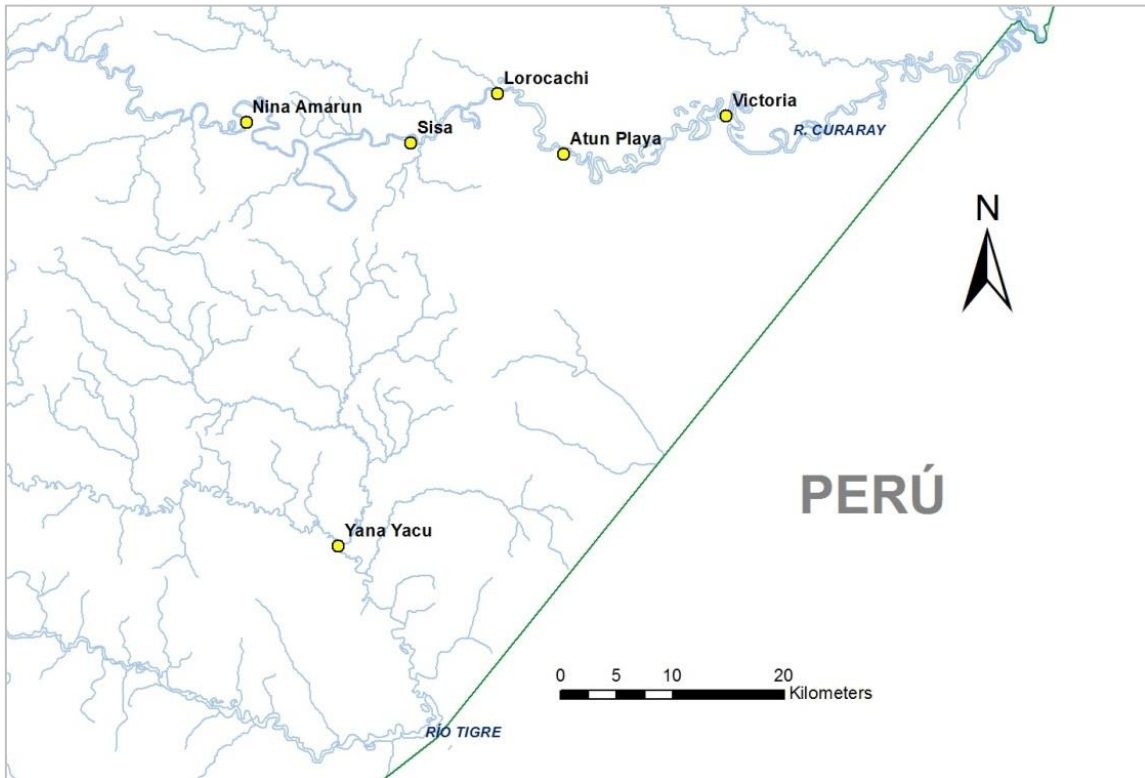 Lorocachi
Nina Amarun
Victoria
Sisa
Atun Playa
R. CURARAY
N
PERÚ
Yana Yacu
0 5 10 20
Kilometers
RÍO TIGRE